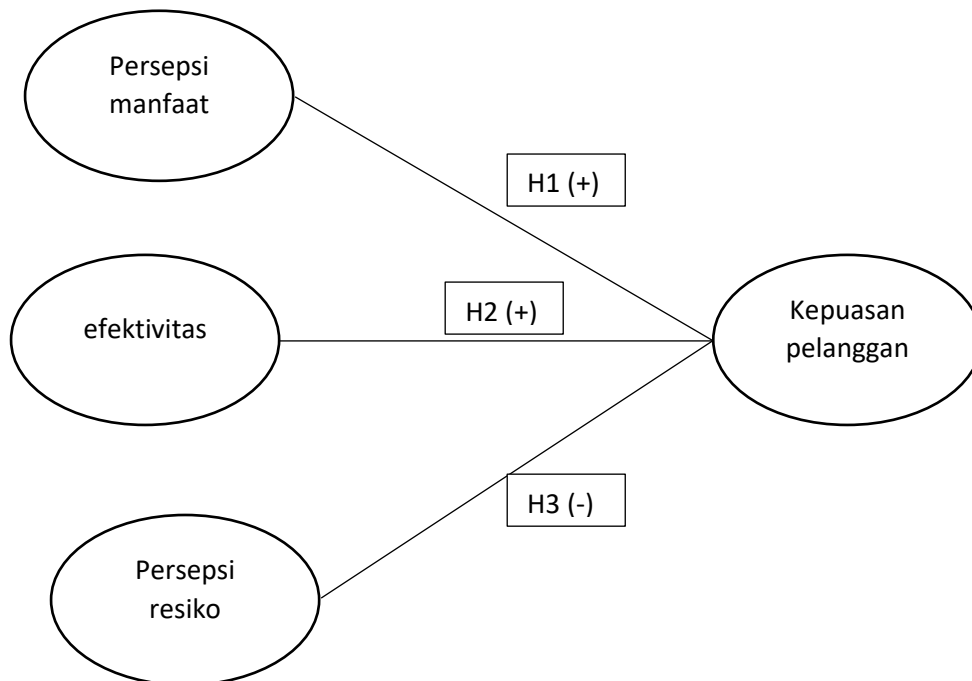 Persepsi
manfaat
H1 (+)
efektivitas
H2 (+)
Kepuasan
pelanggan
H3 (-)
Persepsi
resiko